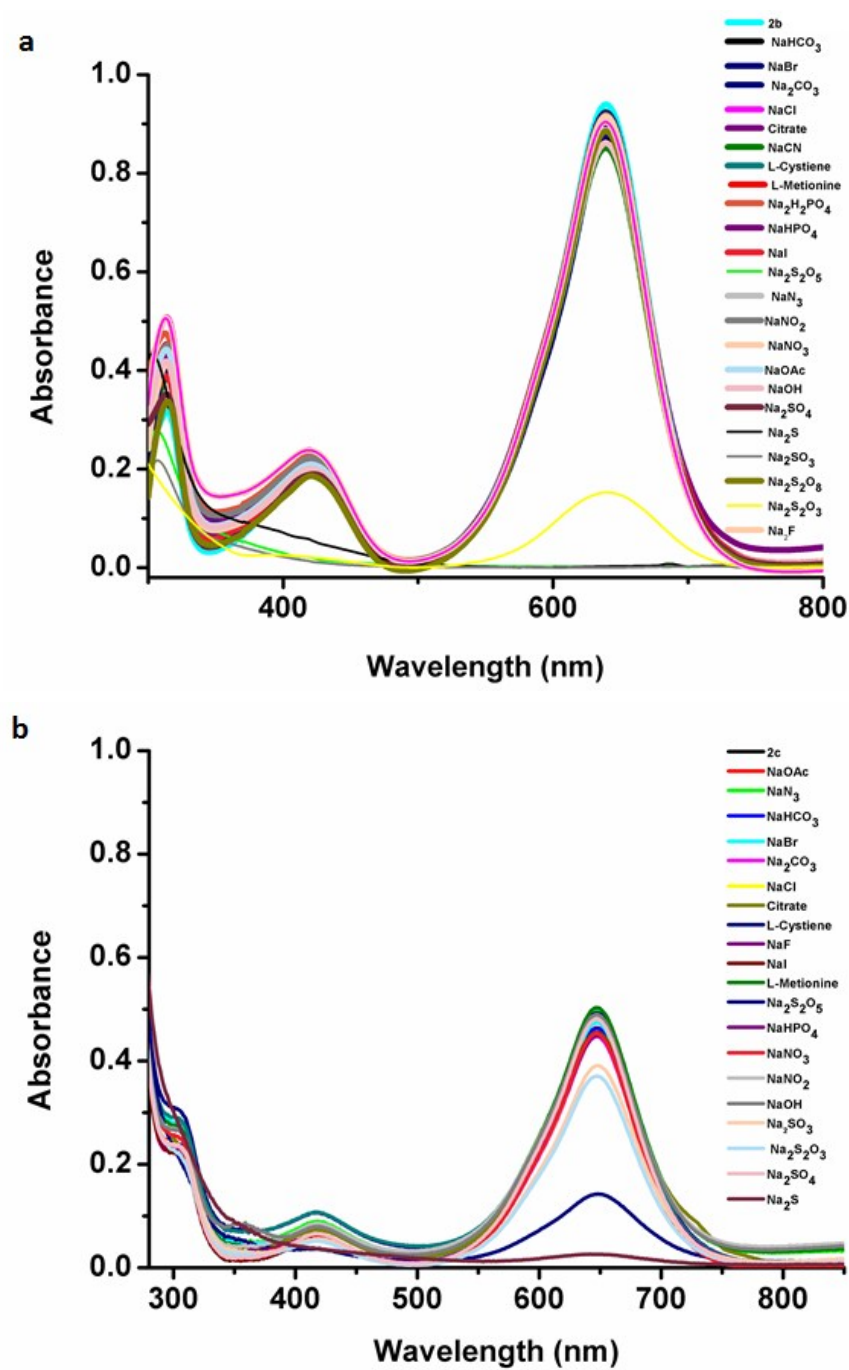 a
2b
NaHCO3
NaBr
Na2CO3
NaCl
Citrate
NaCN
L-Cystiene
L-Metionine
Na2H2PO4
NaHPO4
NaI
Na2S2O5
NaN3
NaNO2
NaNO3
NaOAc
NaOH
Na2SO4
Na2S
Na2SO3
Na2S2O8
Na2S2O3
Na2F
1.0
0.8
0.6
0.4
0.2
0.0
Absorbance
400 600 800
Wavelength (nm)
b
2c
NaOAc
NaN3
NaHCO3
NaBr
Na2CO3
NaCl
Citrate
L-Cystiene
NaF
NaI
L-Metionine
Na2S2O5
NaHPO4
NaNO3
NaNO2
NaOH
Na2SO3
Na2S2O3
Na2SO4
Na2S
1.0
0.8
0.6
0.4
0.2
0.0
Absorbance
300 400 500 600 700 800
Wavelength (nm)